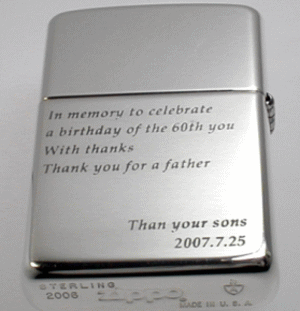 In memory to celebrate
a birthday of the 60th you
With thanks
Thank you for a father
Than your sons
2007.7.25
STERLING
2006
Zippo
MADE IN U.S.A